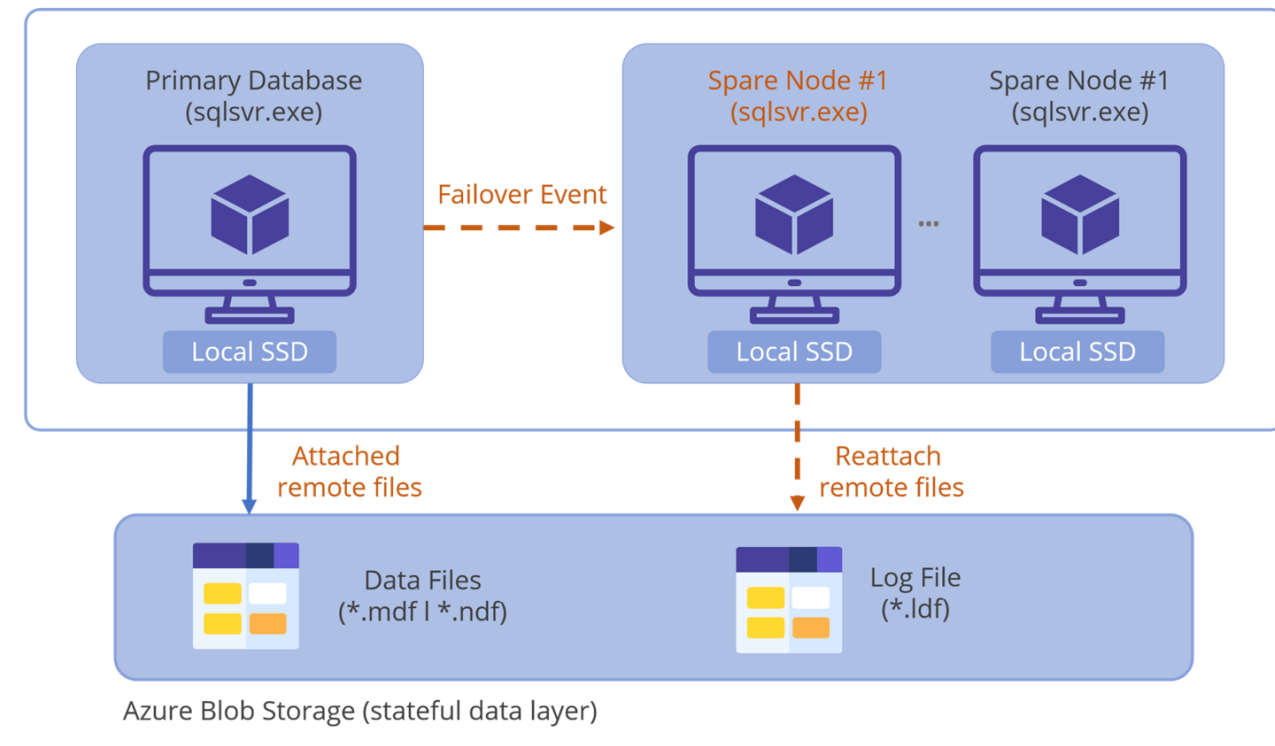 Primary Database
(sqlsvr.exe)
Spare Node #1
(sqlsvr.exe)
Spare Node #1
(sqlsvr.exe)
Failover Event
...
Local SSD
Local SSD
Local SSD
Attached
remote files
Reattach
remote files
Data Files
(*.mdf l *.ndf)
Log File
(*.ldf)
Azure Blob Storage (stateful data layer)